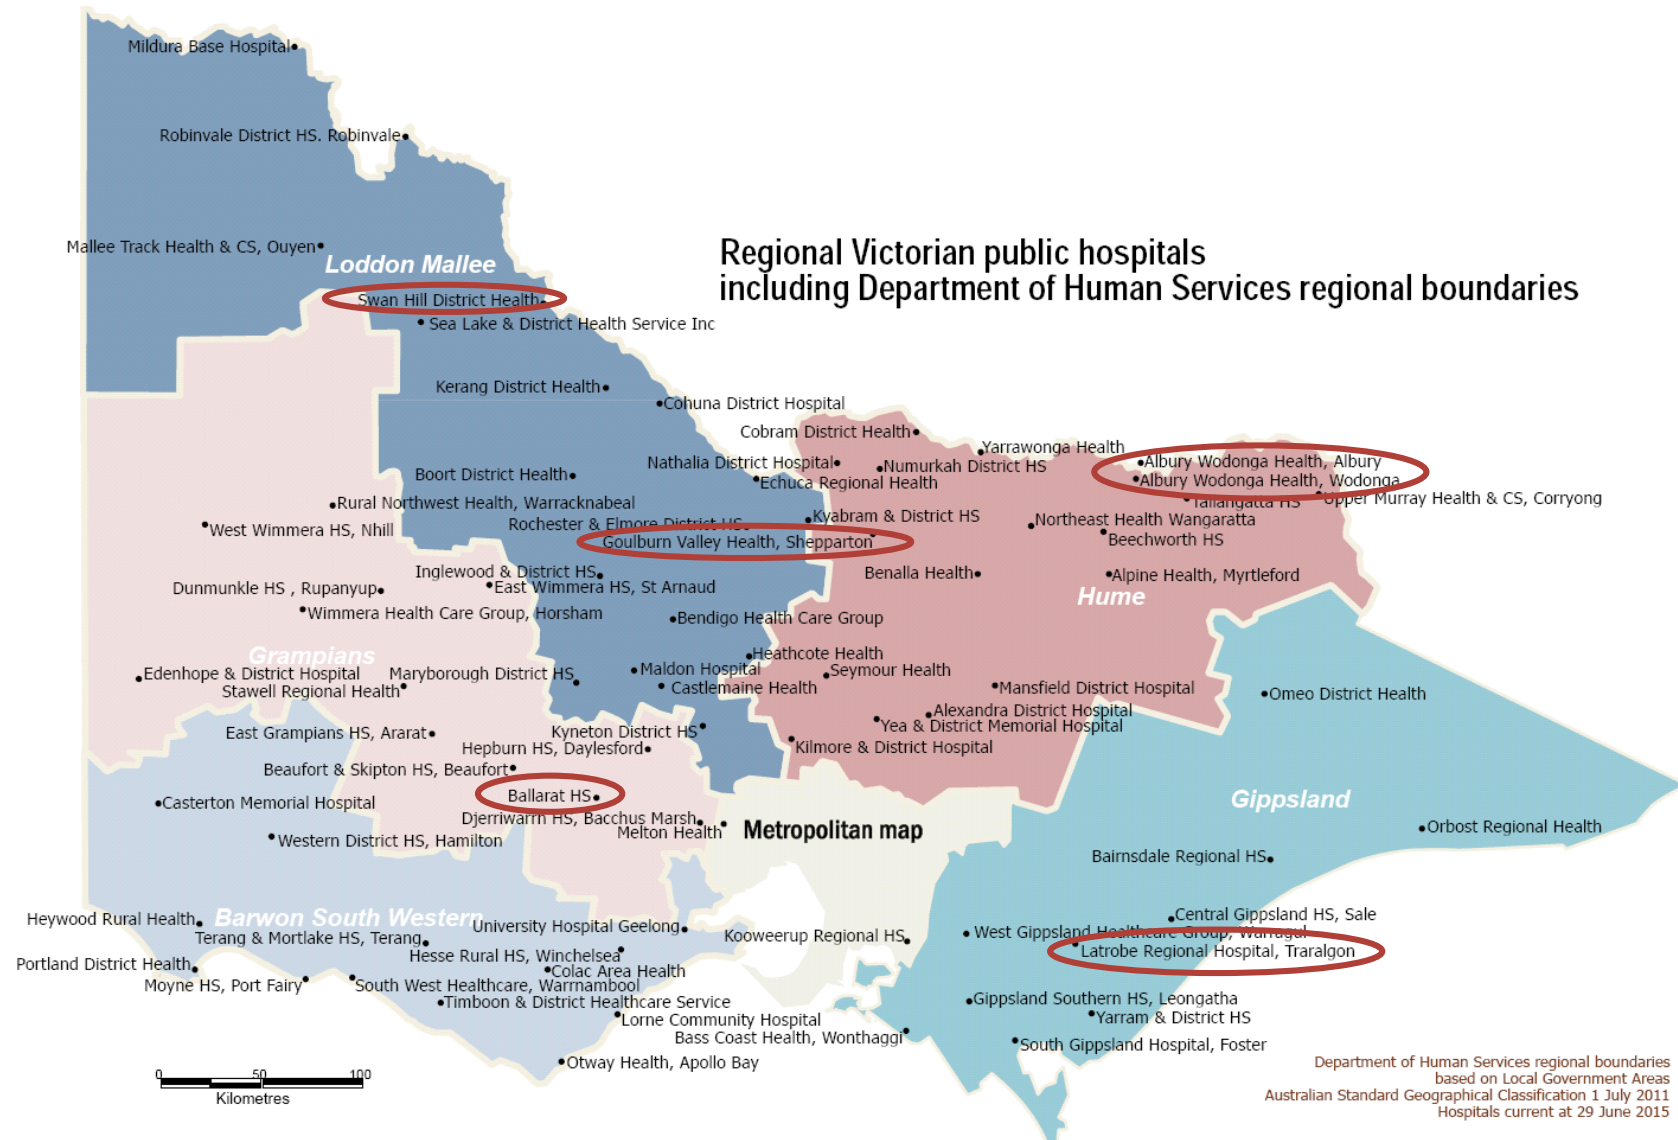 Mildura Base Hospital
Robinvale District HS. Robinvale
Mallee Track Health & CS, Ouyen
Loddon Mallee
Regional Victorian public hospitals
including Department of Human Services regional boundaries
Swan Hill District Health
Sea Lake & District Health Service Inc
Kerang District Health
Cohuna District Hospital
Cobram District Health
Yarrawonga Health
Nathalia District Hospital
Numurkah District HS
Albury Wodonga Health, Albury
Albury Wodonga Health, Wodonga
Boort District Health
Echuca Regional Health
Tallangatta HS
Upper Murray Health & CS, Corryong
Rural Northwest Health, Warracknabeal
West Wimmera HS, Nhill
Rochester & Elmore District HS
Kyabram & District HS
Northeast Health Wangaratta
Goulburn Valley Health, Shepparton
Beechworth HS
Inglewood & District HS
East Wimmera HS, St Arnaud
Benalla Health
Alpine Health, Myrtleford
Dunmunkle HS , Rupanyup
Hume
Wimmera Health Care Group, Horsham
Bendigo Health Care Group
Grampians
Heathcote Health
Edenhope & District Hospital
Maryborough District HS
Maldon Hospital
Seymour Health
Stawell Regional Health
Castlemaine Health
Mansfield District Hospital
Omeo District Health
Alexandra District Hospital
East Grampians HS, Ararat
Kyneton District HS
Yea & District Memorial Hospital
Hepburn HS, Daylesford
Kilmore & District Hospital
Beaufort & Skipton HS, Beaufort
Ballarat HS
Gippsland
Casterton Memorial Hospital
Djerriwarrh HS, Bacchus Marsh
Melton Health
Metropolitan map
Orbost Regional Health
Western District HS, Hamilton
Bairnsdale Regional HS
Heywood Rural Health
Barwon South Western
University Hospital Geelong
Central Gippsland HS, Sale
Terang & Mortlake HS, Terang
Kooweerup Regional HS
West Gippsland Healthcare Group, Warragul
Hesse Rural HS, Winchelsea
Latrobe Regional Hospital, Traralgon
Portland District Health
Colac Area Health
Moyne HS, Port Fairy
South West Healthcare, Warrnambool
Timboon & District Healthcare Service
Gippsland Southern HS, Leongatha
Lorne Community Hospital
Yarram & District HS
Bass Coast Health, Wonthaggi
South Gippsland Hospital, Foster
Otway Health, Apollo Bay
0 50 100
Kilometres
Department of Human Services regional boundaries
based on Local Government Areas
Australian Standard Geographical Classification 1 July 2011
Hospitals current at 29 June 2015